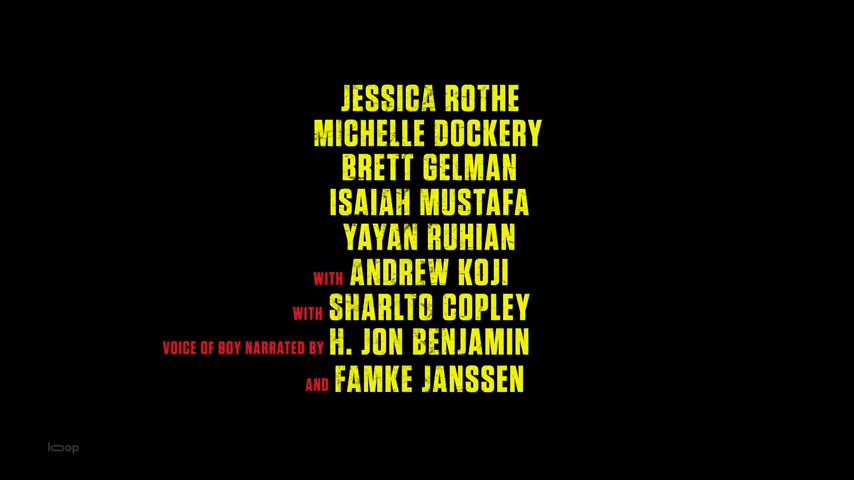 JESSICA ROTHE
MICHELLE DOCKERY
BRETT GELMAN
ISAIAH MUSTAFA
YAYAN RUHIAN
WITH ANDREW KOJI
WITH SHARLTO COPLEY
VOICE OF BOY NARRATED BY H. JON BENJAMIN
AND FAMKE JANSSEN
loop